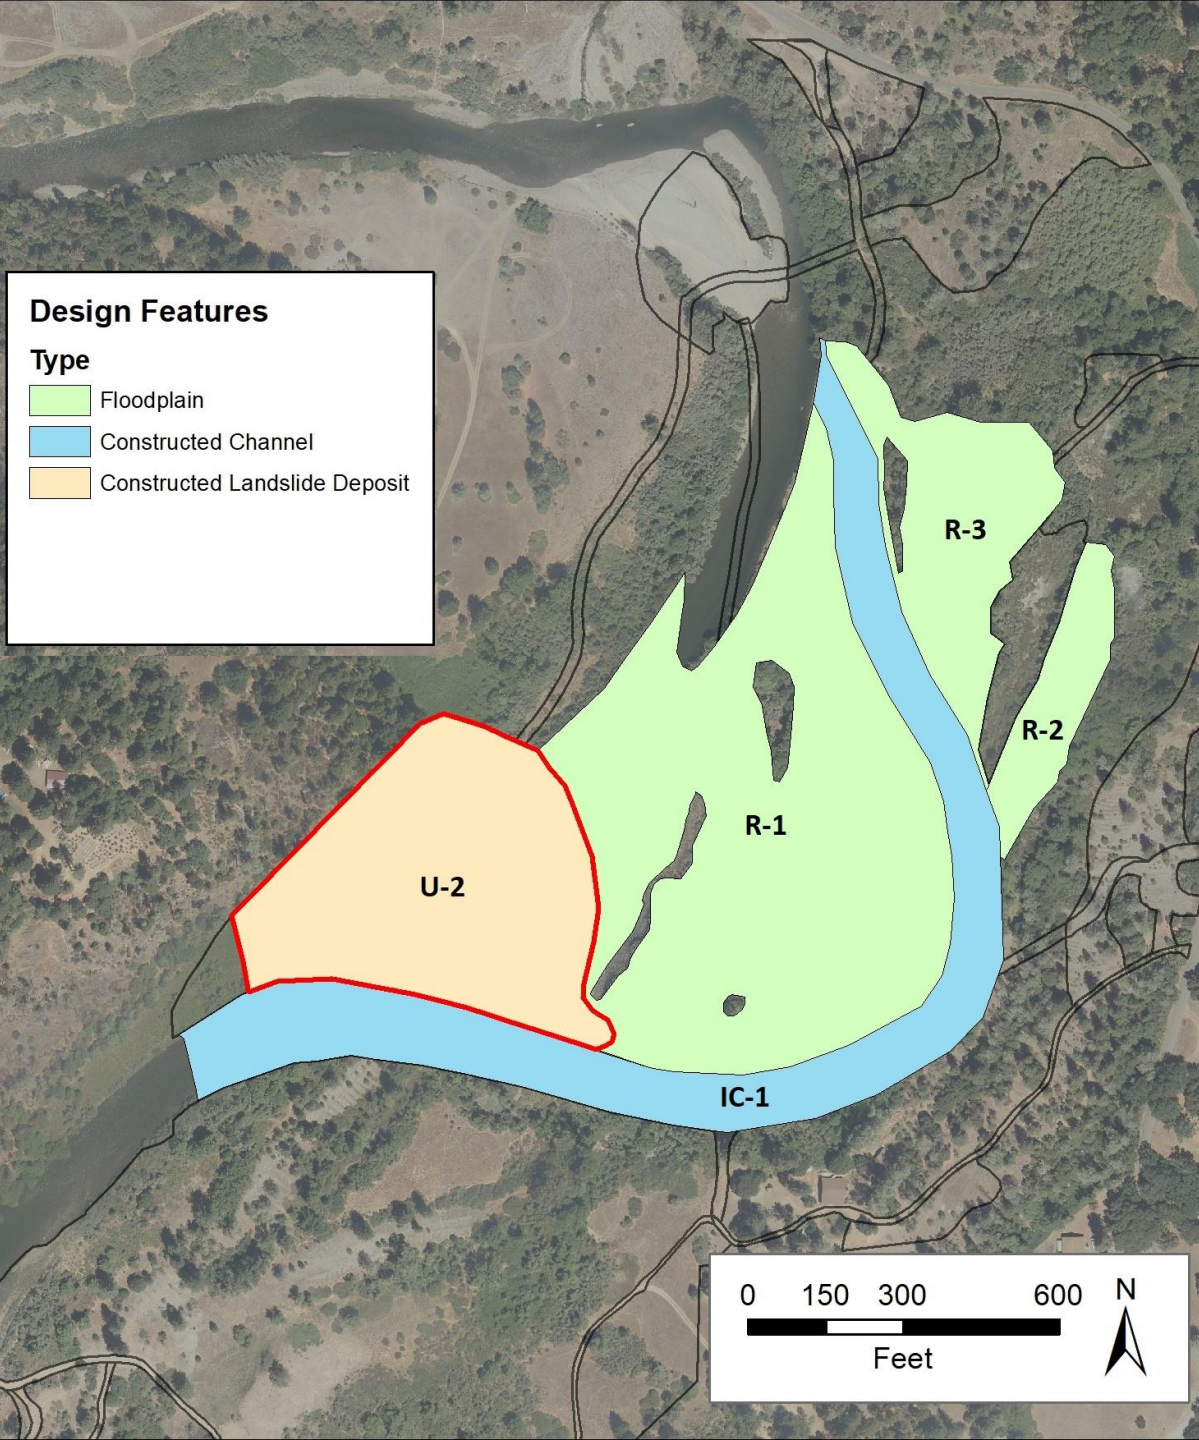 Design Features
Type
Floodplain
Constructed Channel
Constructed Landslide Deposit
R-3
R-2
R-1
U-2
IC-1
0 150 300 600
Feet
N